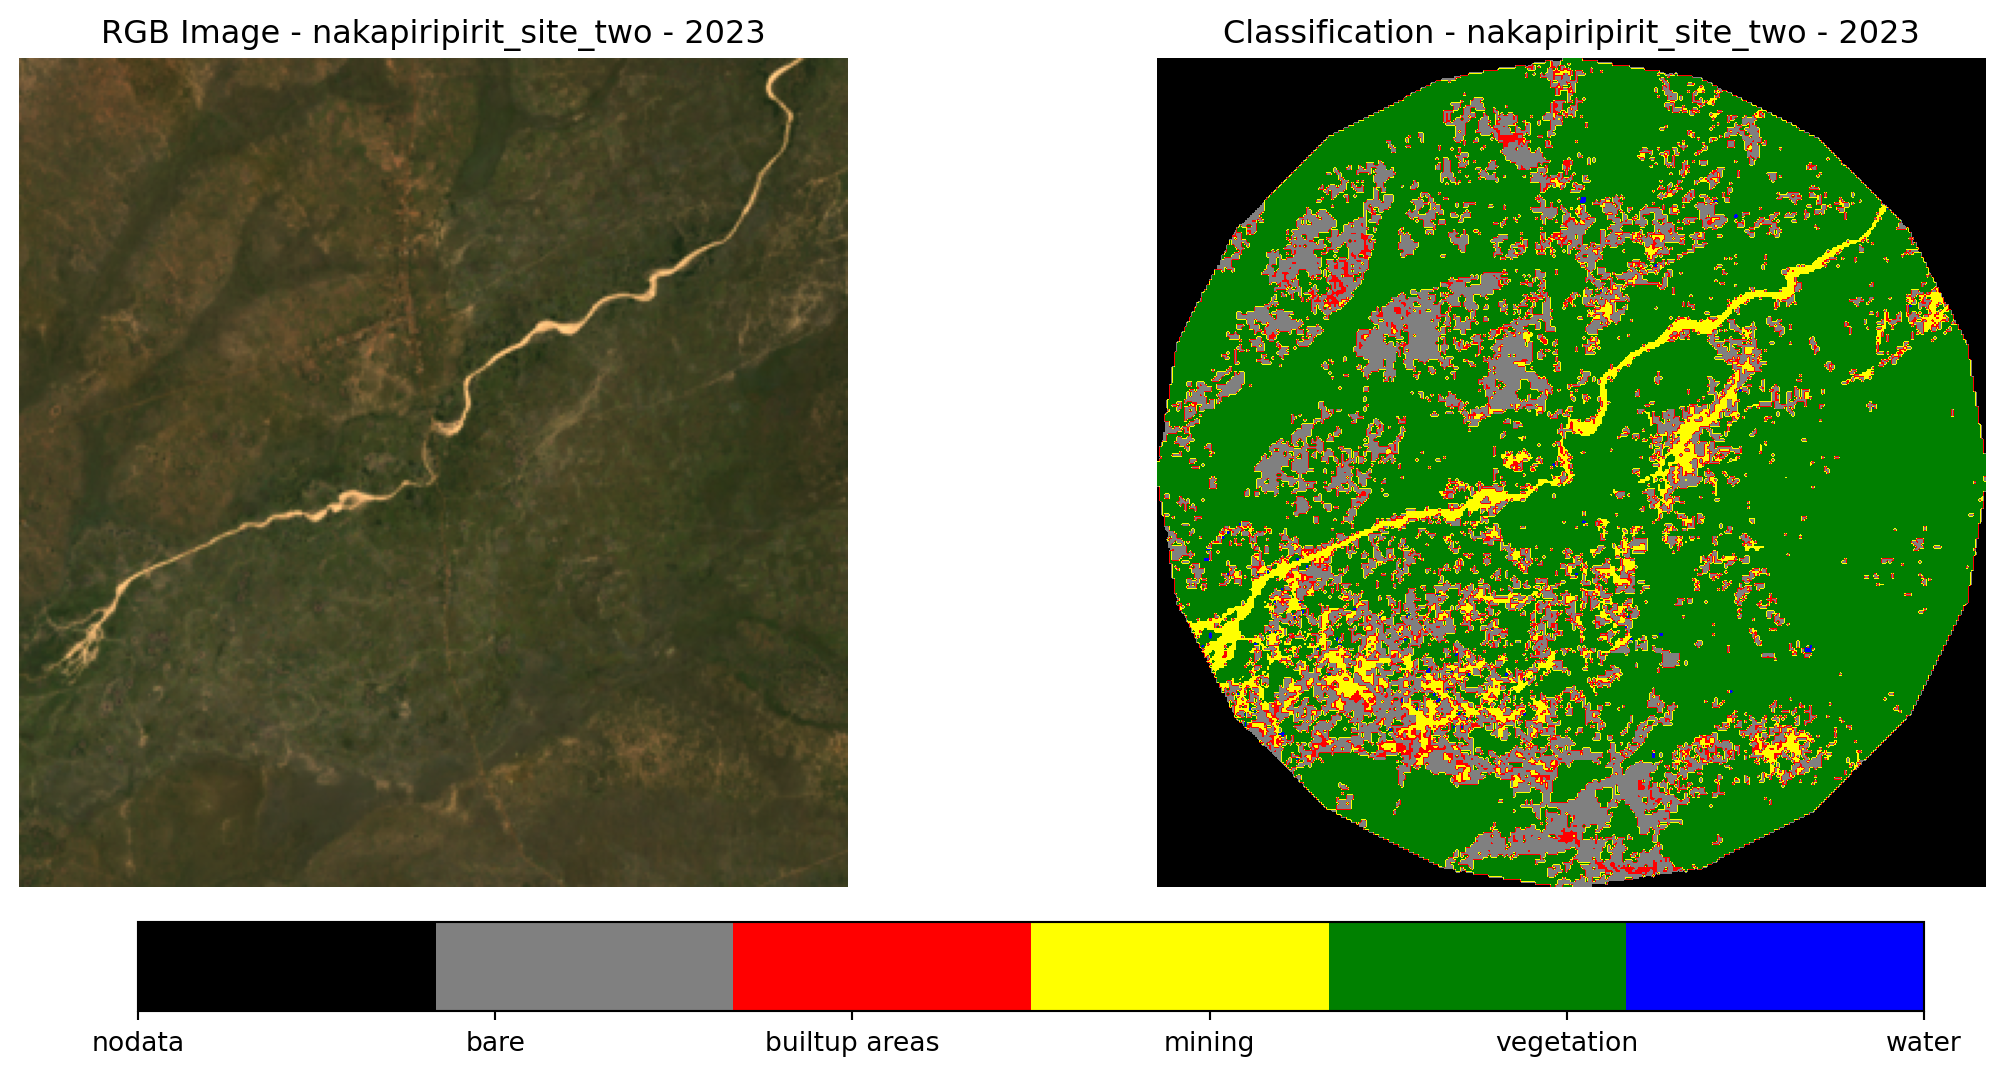 RGB Image - nakapiripirit_site_two - 2023
Classification - nakapiripirit_site_two - 2023
nodata
bare
builtup areas
mining
vegetation
water